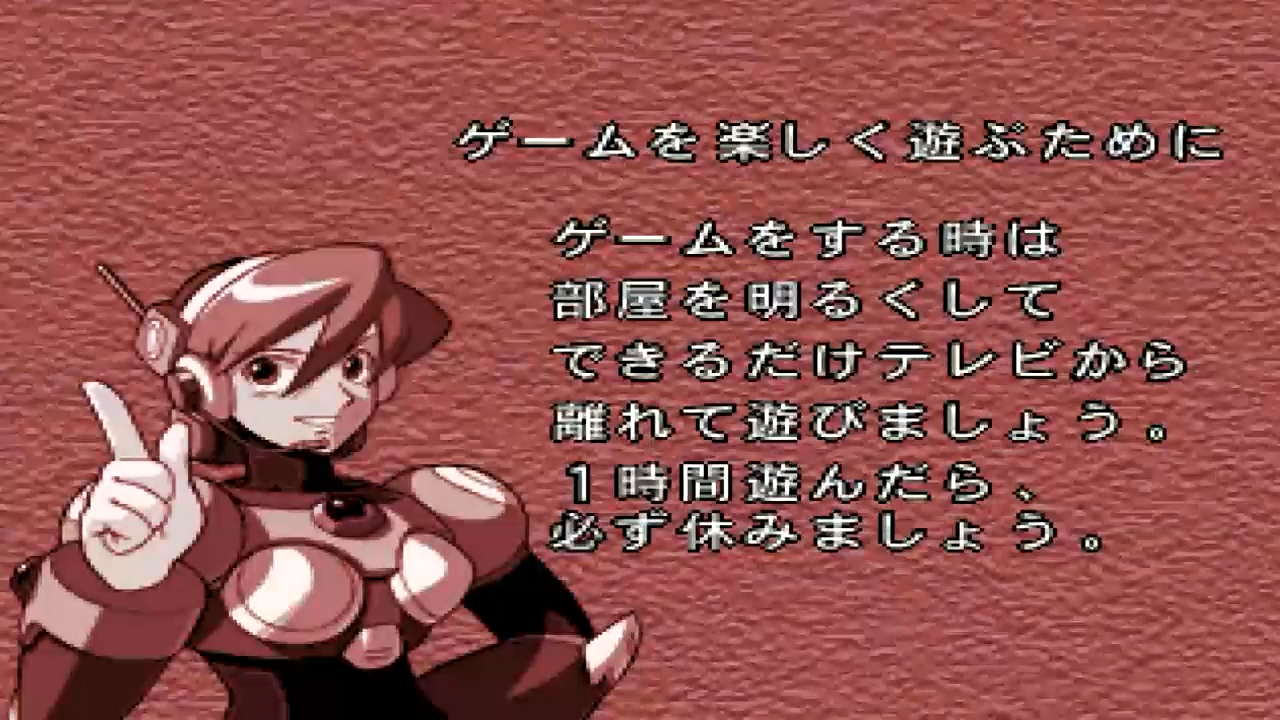 ゲームを楽しく遊ぶために
ゲームをする時は
部屋を明るくして
できるだけテレビから
離れて遊びましょう。
１時間遊んだら、
必ず休みましょう。